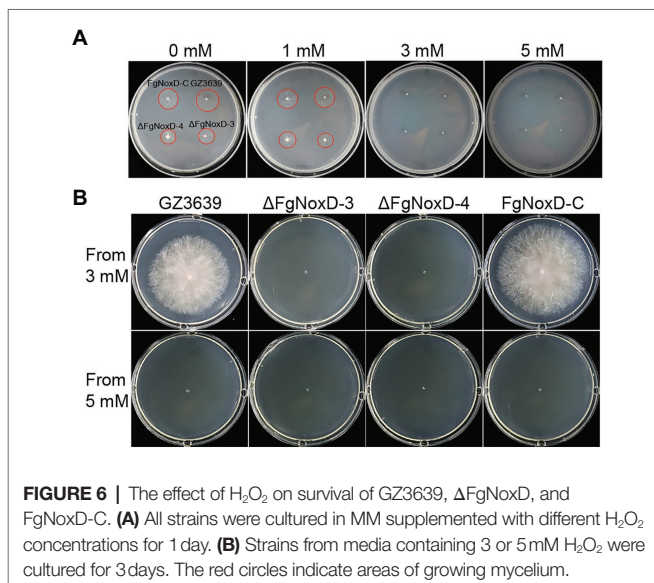 A
0 mM 1 mM 3 mM 5 mM
FgNoxD-C GZ3639
ΔFgNoxD-4 ΔFgNoxD-3
B
GZ3639 ΔFgNoxD-3 ΔFgNoxD-4 FgNoxD-C
From
3 mM
From
5 mM
FIGURE 6 | The effect of H₂O₂ on survival of GZ3639, ΔFgNoxD, and
FgNoxD-C. (A) All strains were cultured in MM supplemented with different H₂O₂
concentrations for 1 day. (B) Strains from media containing 3 or 5 mM H₂O₂ were
cultured for 3 days. The red circles indicate areas of growing mycelium.